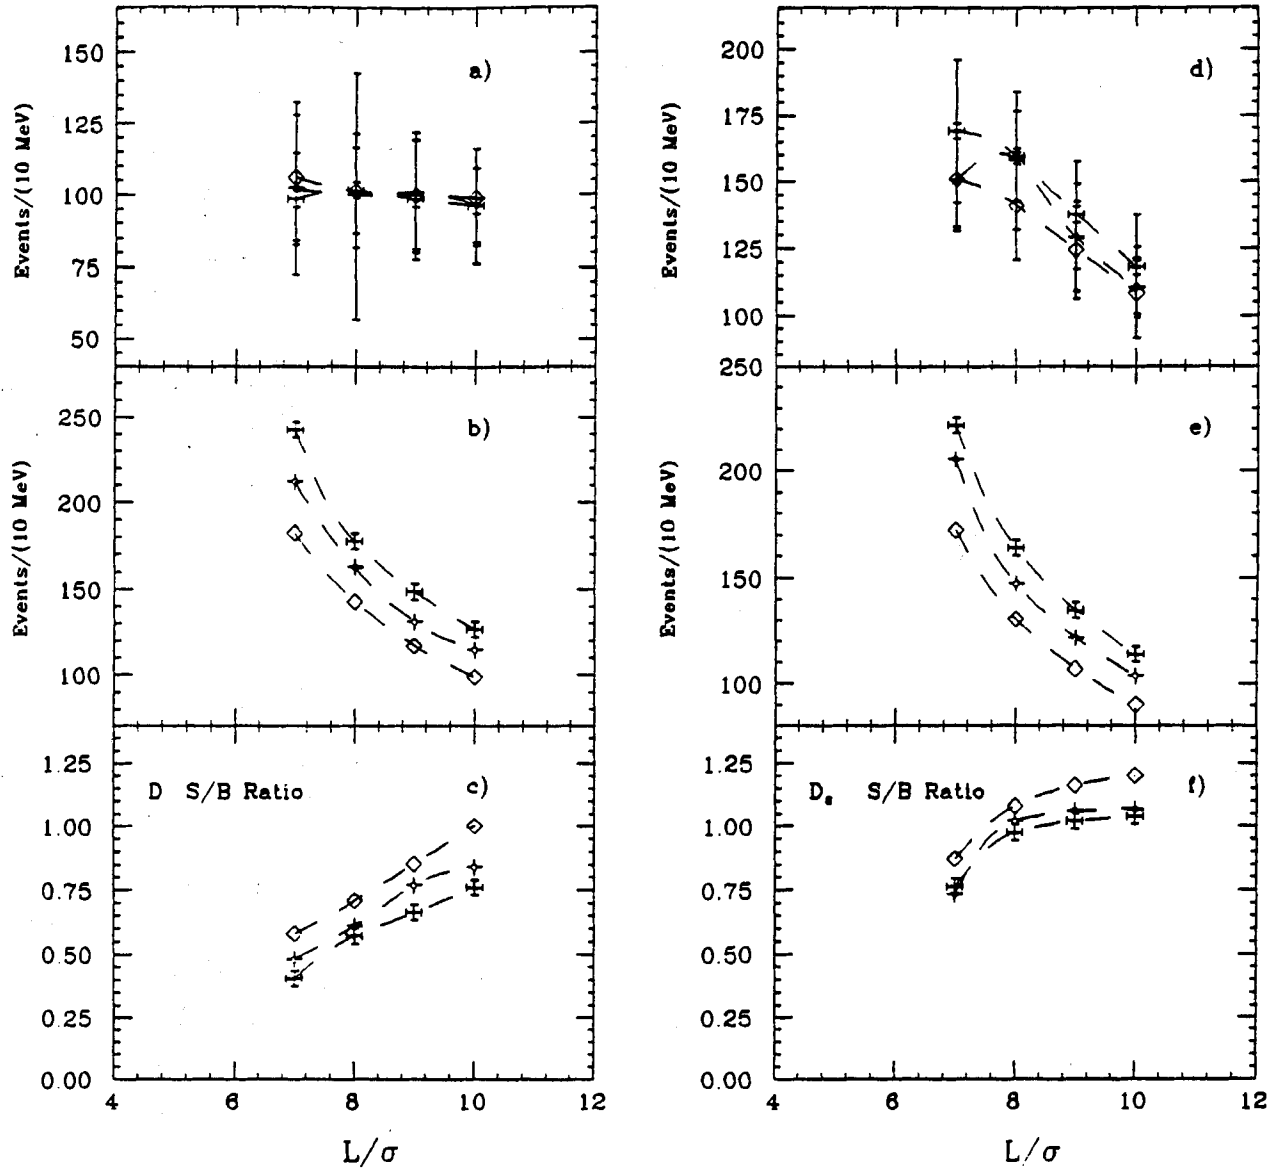 150
125
100
75
50
Events/(10 MeV)
a)
250
200
150
100
Events/(10 MeV)
b)
1.25
1.00
0.75
0.50
0.25
0.00
D S/B Ratio
c)
4 6 8 10 12
L/σ
200
175
150
125
100
Events/(10 MeV)
d)
250
200
150
100
Events/(10 MeV)
e)
1.25
1.00
0.75
0.50
0.25
0.00
Dₛ S/B Ratio
f)
4 6 8 10 12
L/σ